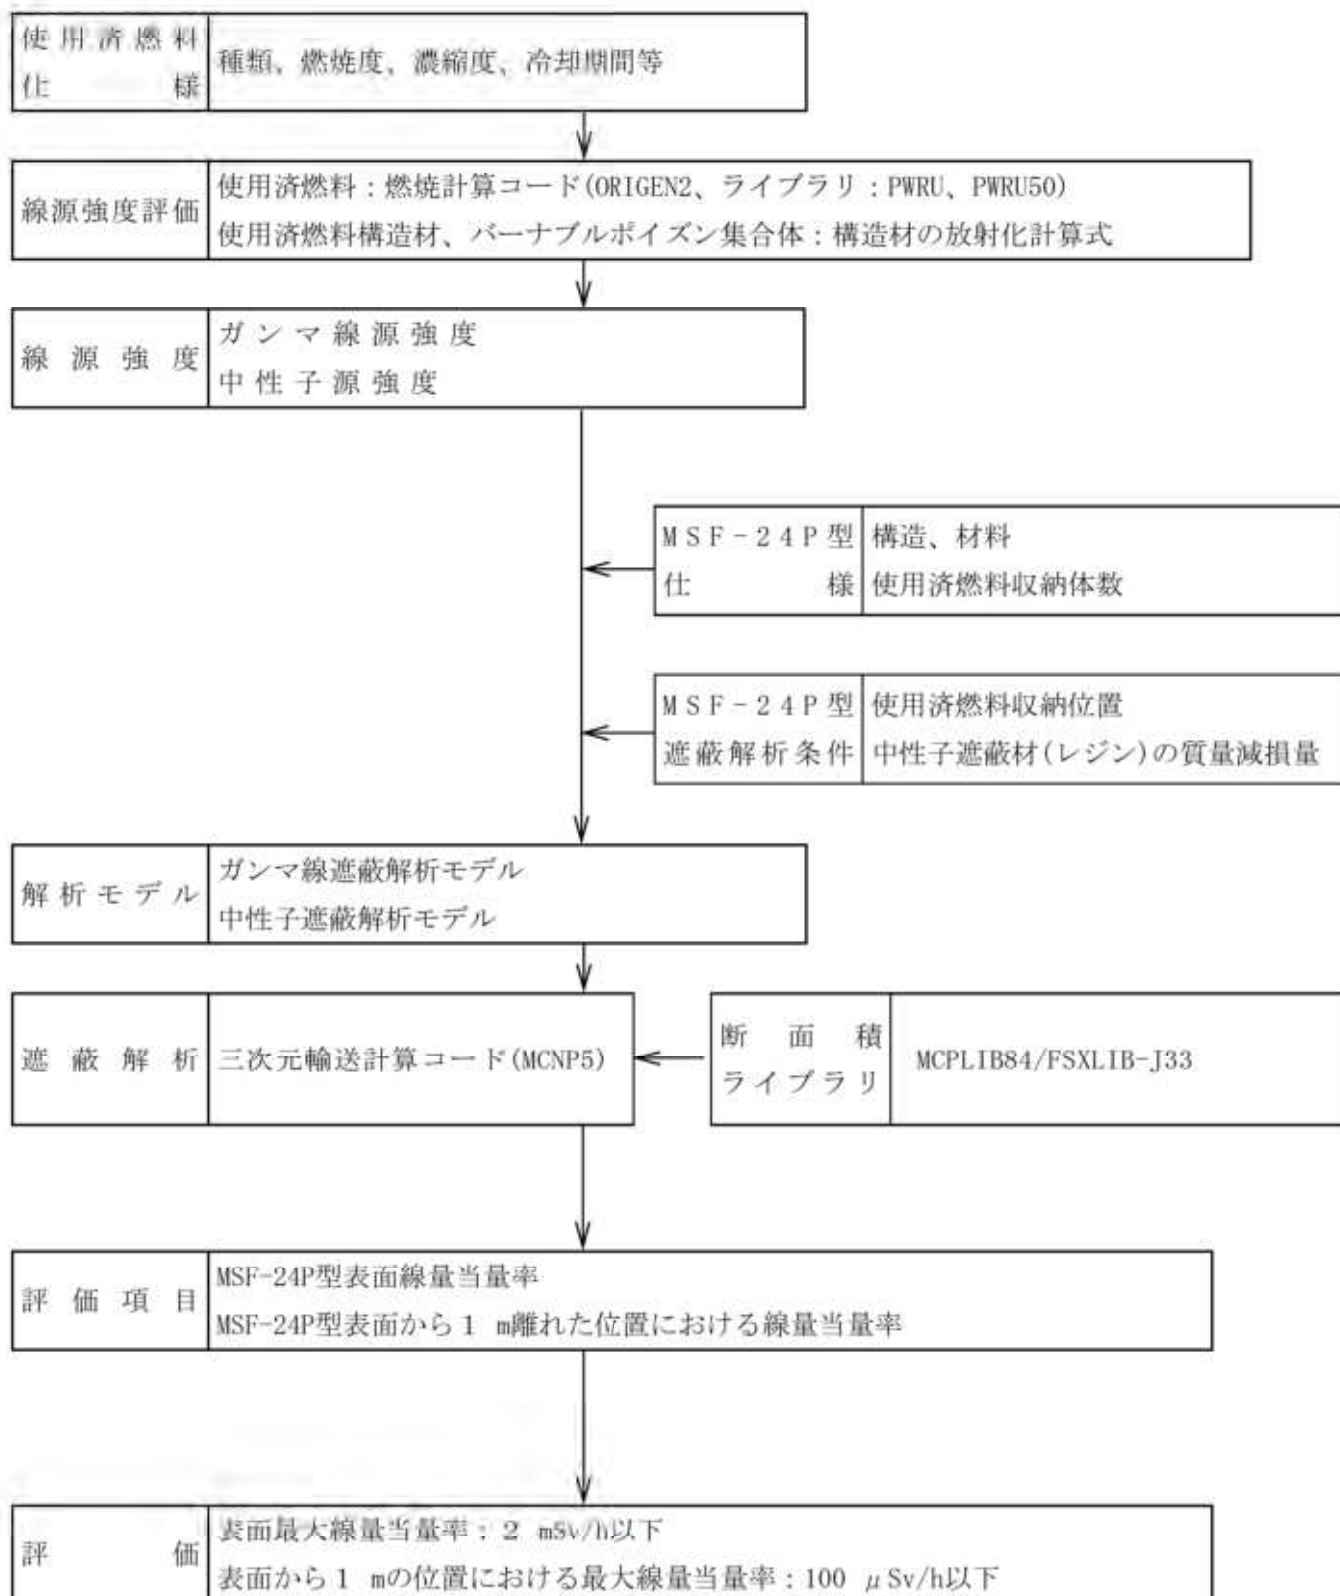 使用済燃料
仕様
種類、燃焼度、濃縮度、冷却期間等
線源強度評価
使用済燃料：燃焼計算コード(ORIGEN2、ライブラリ：PWRU、PWRU50)
使用済燃料構造材、バーナブルポイズン集合体：構造材の放射化計算式
線源強度
ガンマ線源強度
中性子源強度
MSF-24P型
仕様
構造、材料
使用済燃料収納体数
MSF-24P型
遮蔽解析条件
使用済燃料収納位置
中性子遮蔽材(レジン)の質量減損量
解析モデル
ガンマ線遮蔽解析モデル
中性子遮蔽解析モデル
遮蔽解析
三次元輸送計算コード(MCNP5)
断面積
ライブラリ
MCPLIB84/FSXLIB-J33
評価項目
MSF-24P型表面線量当量率
MSF-24P型表面から1 m離れた位置における線量当量率
評価
表面最大線量当量率：2 mSv/h以下
表面から1 mの位置における最大線量当量率：100 μSv/h以下